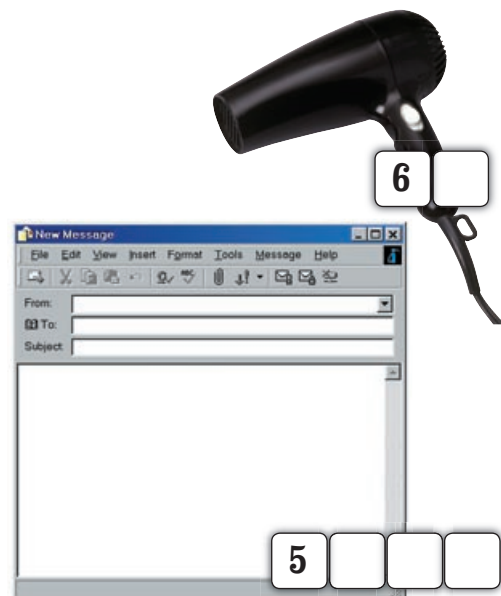 6
New Message
File Edit View Insert Format Tools Message Help
From:
To:
Subject:
5